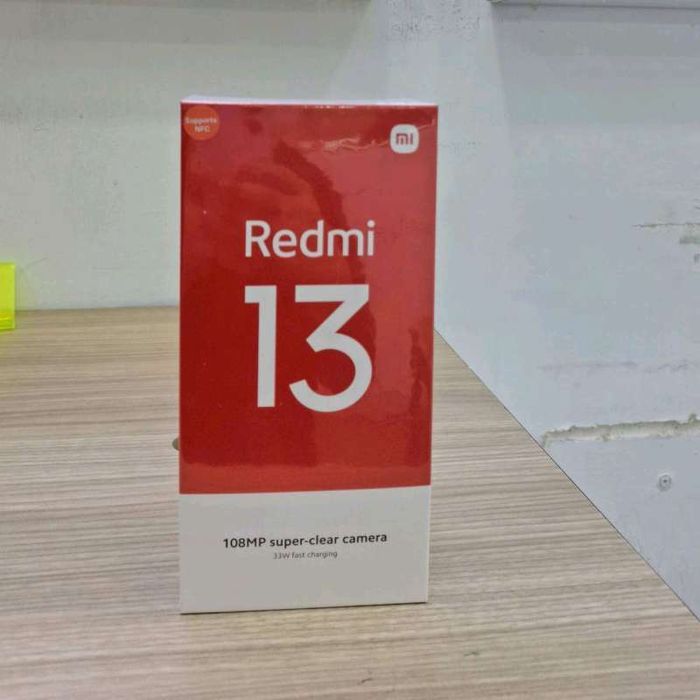 Supports
NFC
mi
Redmi
13
108MP super-clear camera
33W fast charging